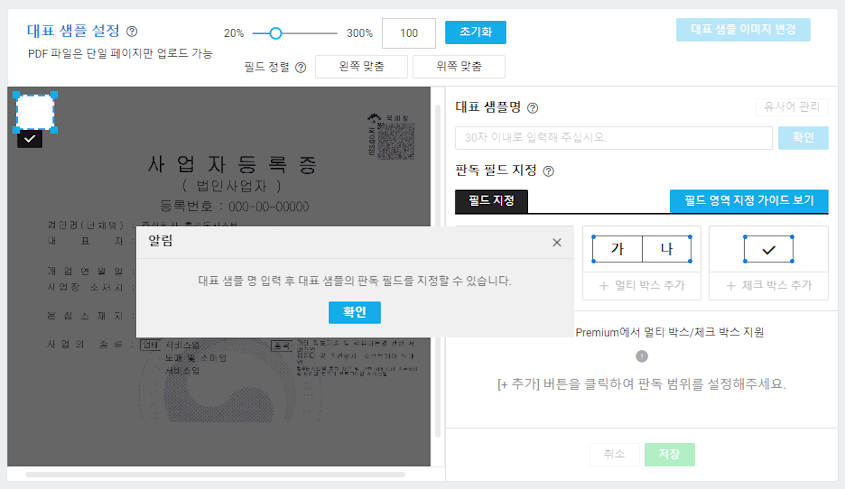 대표 샘플 설정 ?
20% 300% 100 초기화
대표 샘플 이미지 변경
PDF 파일은 단일 페이지만 업로드 가능
필드 정렬 ? 왼쪽 맞춤 위쪽 맞춤
국세청
nts.go.kr
사업자등록증
( 법인사업자 )
등록번호 : 000-00-00000
법인명(단체명) :
대 표 자 :
개 업 연 월 일 :
사업장 소재지 :
본 점 소 재 지 :
사 업 의 종 류 : 업태 서비스업 종목
도매 및 소매업
서비스업
알림
대표 샘플 명 입력 후 대표 샘플의 판독 필드를 지정할 수 있습니다.
확인
대표 샘플명 ? 유사어 관리
30자 이내로 입력해 주십시오. 확인
판독 필드 지정 ?
필드 지정 필드 영역 지정 가이드 보기
가 나
+ 멀티 박스 추가 + 체크 박스 추가
Premium에서 멀티 박스/체크 박스 지원
!
[+ 추가] 버튼을 클릭하여 판독 범위를 설정해주세요.
취소 저장